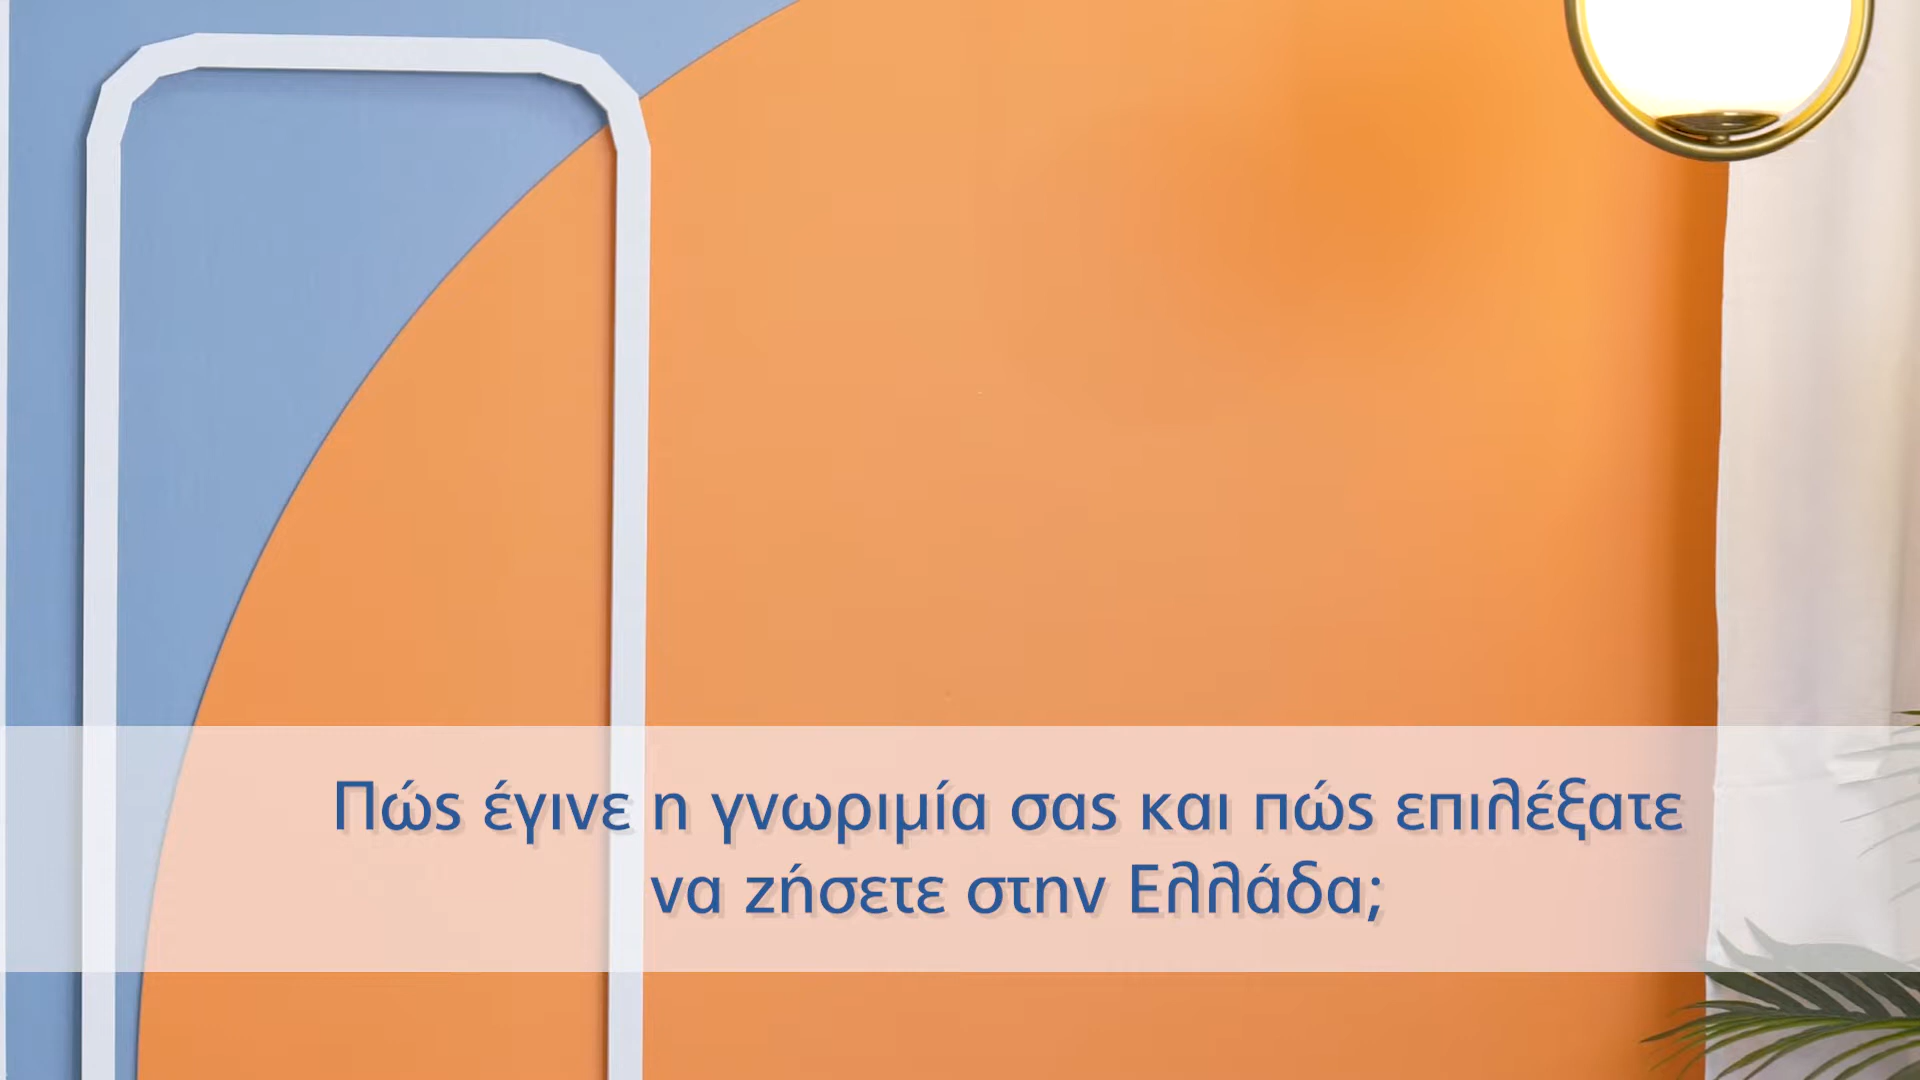 Πώς έγινε η γνωριμία σας και πώς επιλέξατε
να ζήσετε στην Ελλάδα;